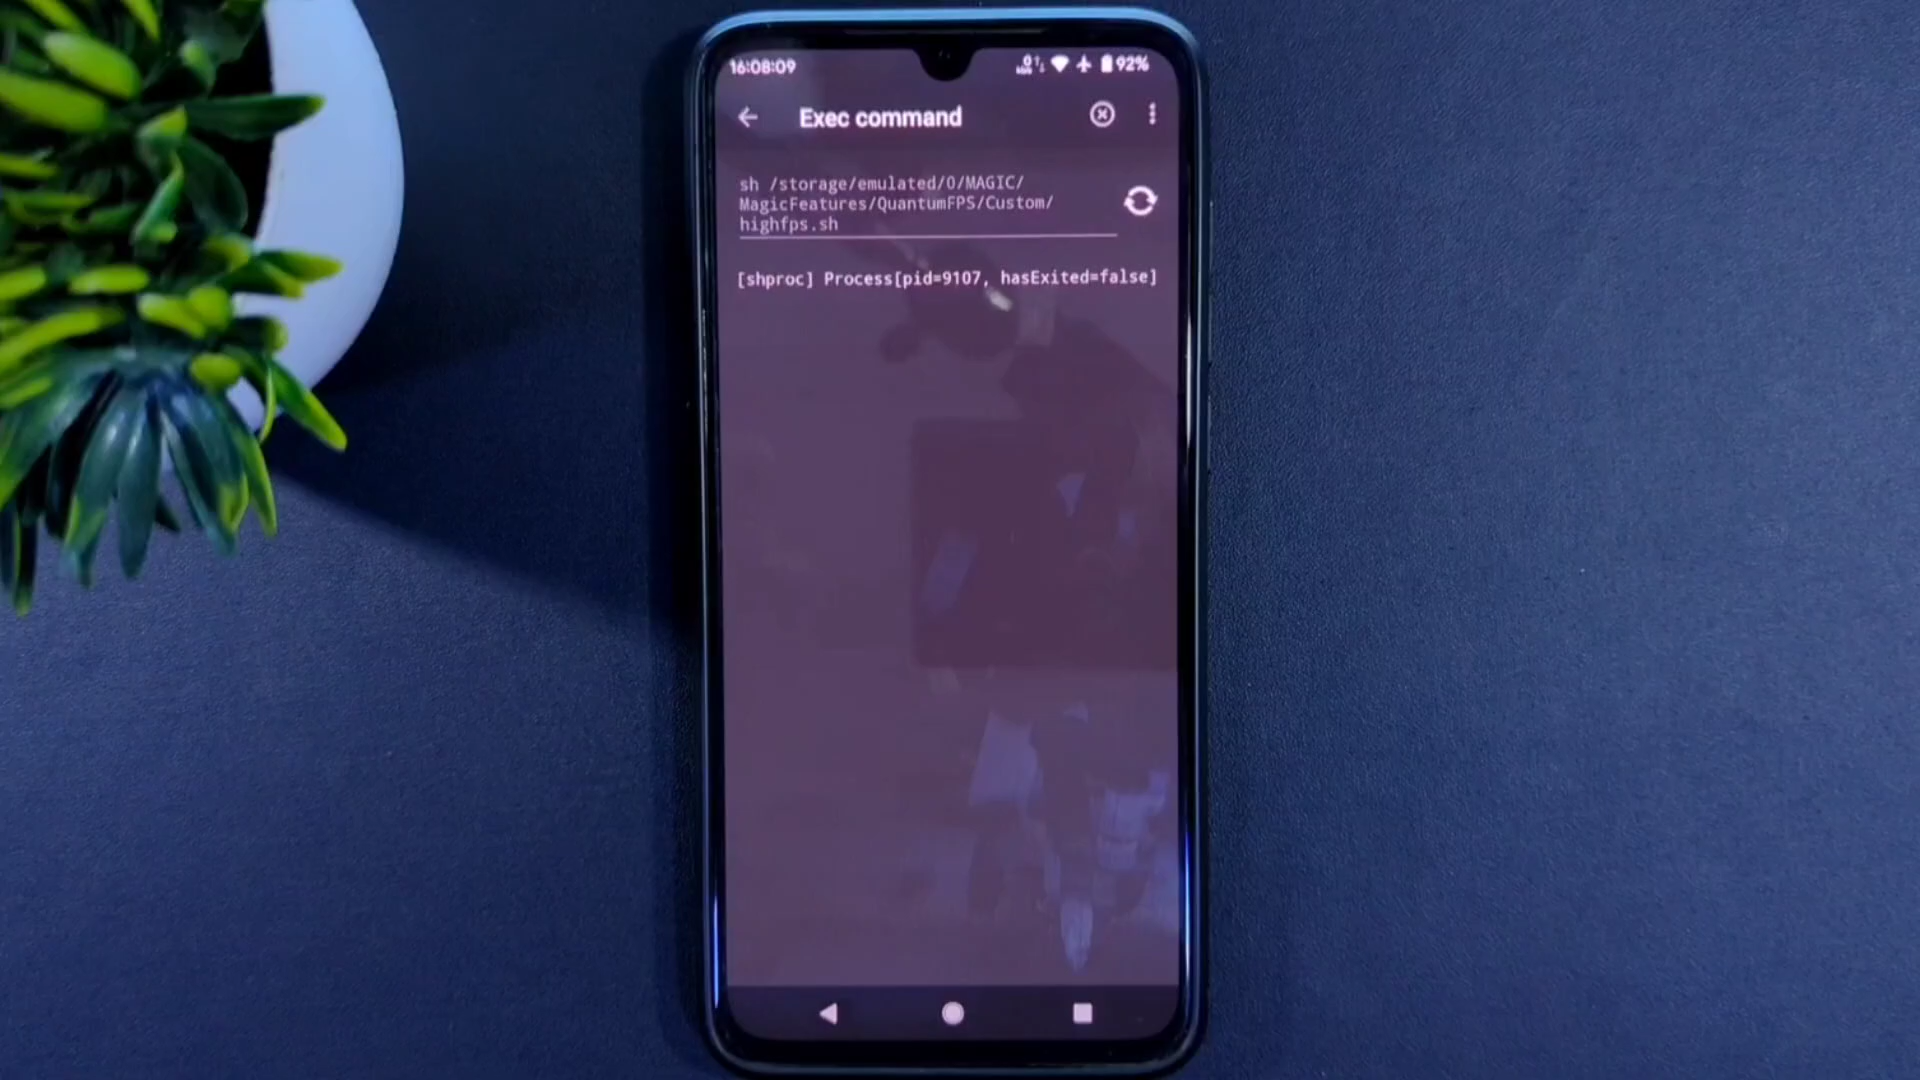 16:08:09
92%
Exec command
sh /storage/emulated/0/MAGIC/
MagicFeatures/QuantumFPS/Custom/
highfps.sh
[shproc] Process[pid=9107, hasExited=false]